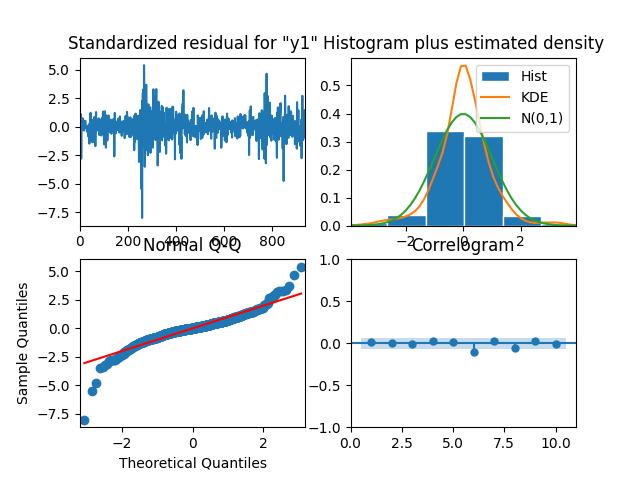 Standardized residual for "y1"
5.0
2.5
0.0
−2.5
−5.0
−7.5
0 200 400 600 800
Histogram plus estimated density
Hist
KDE
N(0,1)
0.5
0.4
0.3
0.2
0.1
0.0
−2 0 2
Normal Q-Q
Sample Quantiles
5.0
2.5
0.0
−2.5
−5.0
−7.5
−2 0 2
Theoretical Quantiles
Correlogram
1.0
0.5
0.0
−0.5
−1.0
0.0 2.5 5.0 7.5 10.0